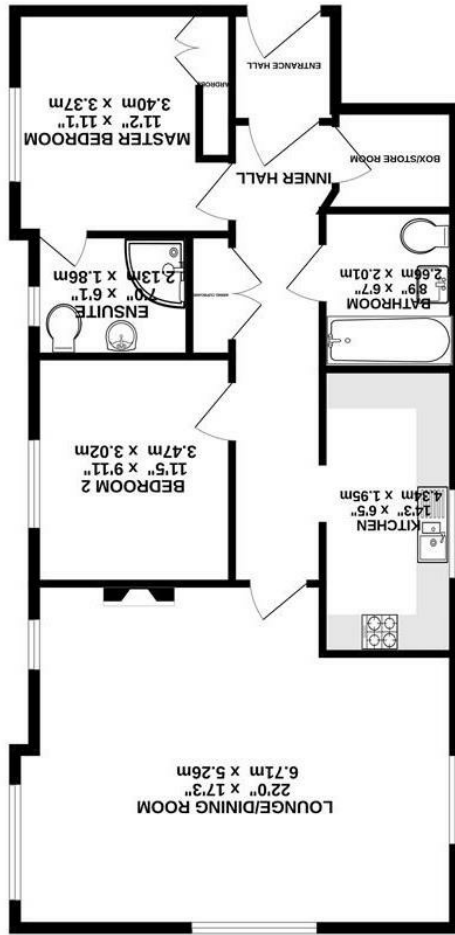 LOUNGE/DINING ROOM
22'0" x 17'3"
6.71m x 5.26m
KITCHEN
14'3" x 6'5"
4.34m x 1.95m
BEDROOM 2
11'5" x 9'11"
3.47m x 3.02m
BATHROOM
8'9" x 6'7"
2.66m x 2.01m
ENSUITE
7'0" x 6'1"
2.13m x 1.86m
INNER HALL
BOX/STORE ROOM
MASTER BEDROOM
11'2" x 11'1"
3.40m x 3.37m
ENTRANCE HALL